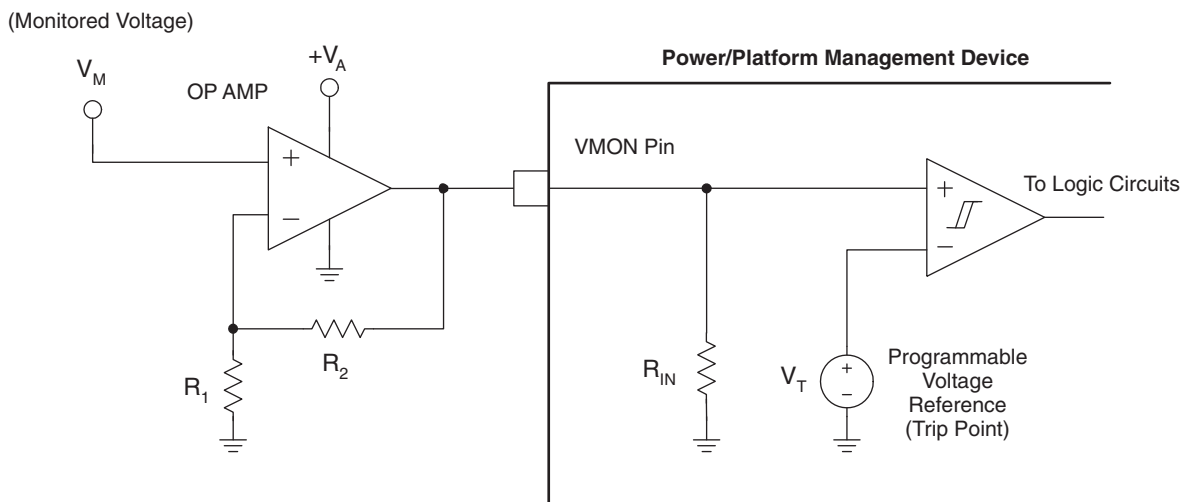 (Monitored Voltage)
V_M
+V_A
OP AMP
Power/Platform Management Device
+
−
VMON Pin
+
−
To Logic Circuits
R_1
R_2
R_IN
V_T
+
−
Programmable
Voltage
Reference
(Trip Point)